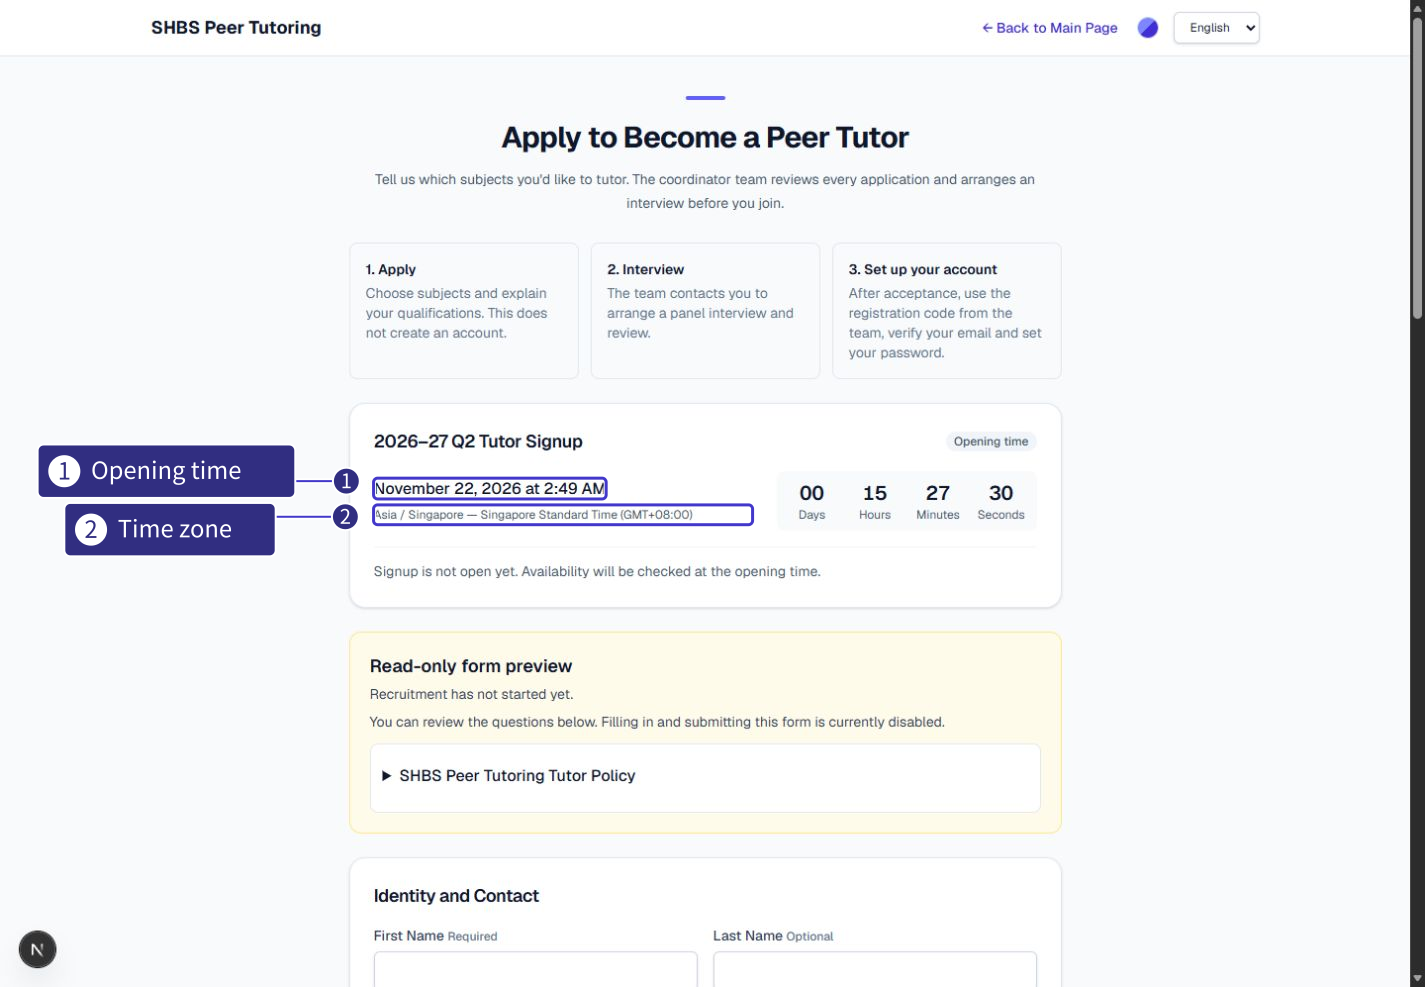 SHBS Peer Tutoring
← Back to Main Page
English
Apply to Become a Peer Tutor
Tell us which subjects you'd like to tutor. The coordinator team reviews every application and arranges an
interview before you join.
1. Apply
Choose subjects and explain
your qualifications. This does
not create an account.
2. Interview
The team contacts you to
arrange a panel interview and
review.
3. Set up your account
After acceptance, use the
registration code from the
team, verify your email and set
your password.
2026–27 Q2 Tutor Signup
Opening time
1 Opening time
1
November 22, 2026 at 2:49 AM
2 Time zone
2
Asia / Singapore — Singapore Standard Time (GMT+08:00)
00 15 27 30
Days Hours Minutes Seconds
Signup is not open yet. Availability will be checked at the opening time.
Read-only form preview
Recruitment has not started yet.
You can review the questions below. Filling in and submitting this form is currently disabled.
▶ SHBS Peer Tutoring Tutor Policy
Identity and Contact
First Name Required
Last Name Optional
N